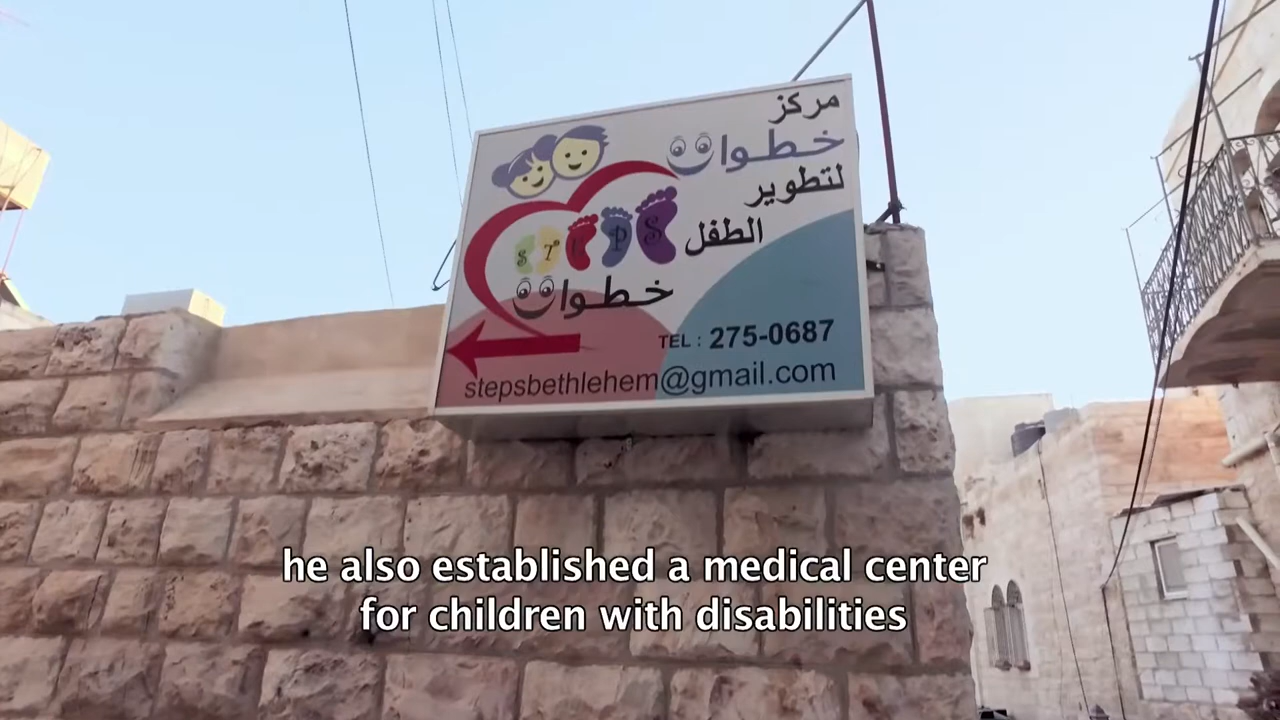 مركز
خطوات
لتطوير
الطفل
STEPS
خطوات
TEL : 275-0687
stepsbethlehem@gmail.com
he also established a medical center
for children with disabilities